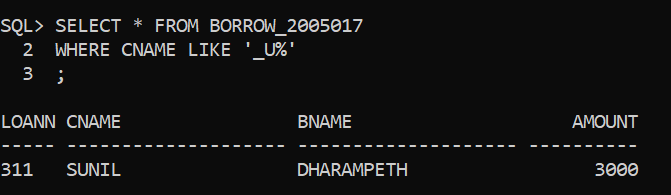 SQL> SELECT * FROM BORROW_2005017
  2  WHERE CNAME LIKE '_U%'
  3  ;
LOANN CNAME                BNAME                    AMOUNT
----- -------------------- -------------------- ----------
311   SUNIL                DHARAMPETH                 3000